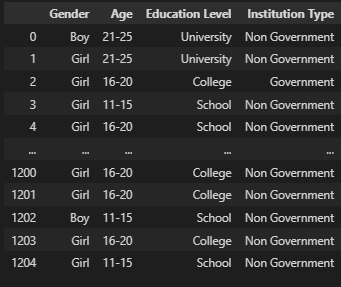 Gender Age Education Level Institution Type
0 Boy 21-25 University Non Government
1 Girl 21-25 University Non Government
2 Girl 16-20 College Government
3 Girl 11-15 School Non Government
4 Girl 16-20 School Non Government
... ... ... ... ...
1200 Girl 16-20 College Non Government
1201 Girl 16-20 College Non Government
1202 Boy 11-15 School Non Government
1203 Girl 16-20 College Non Government
1204 Girl 11-15 School Non Government